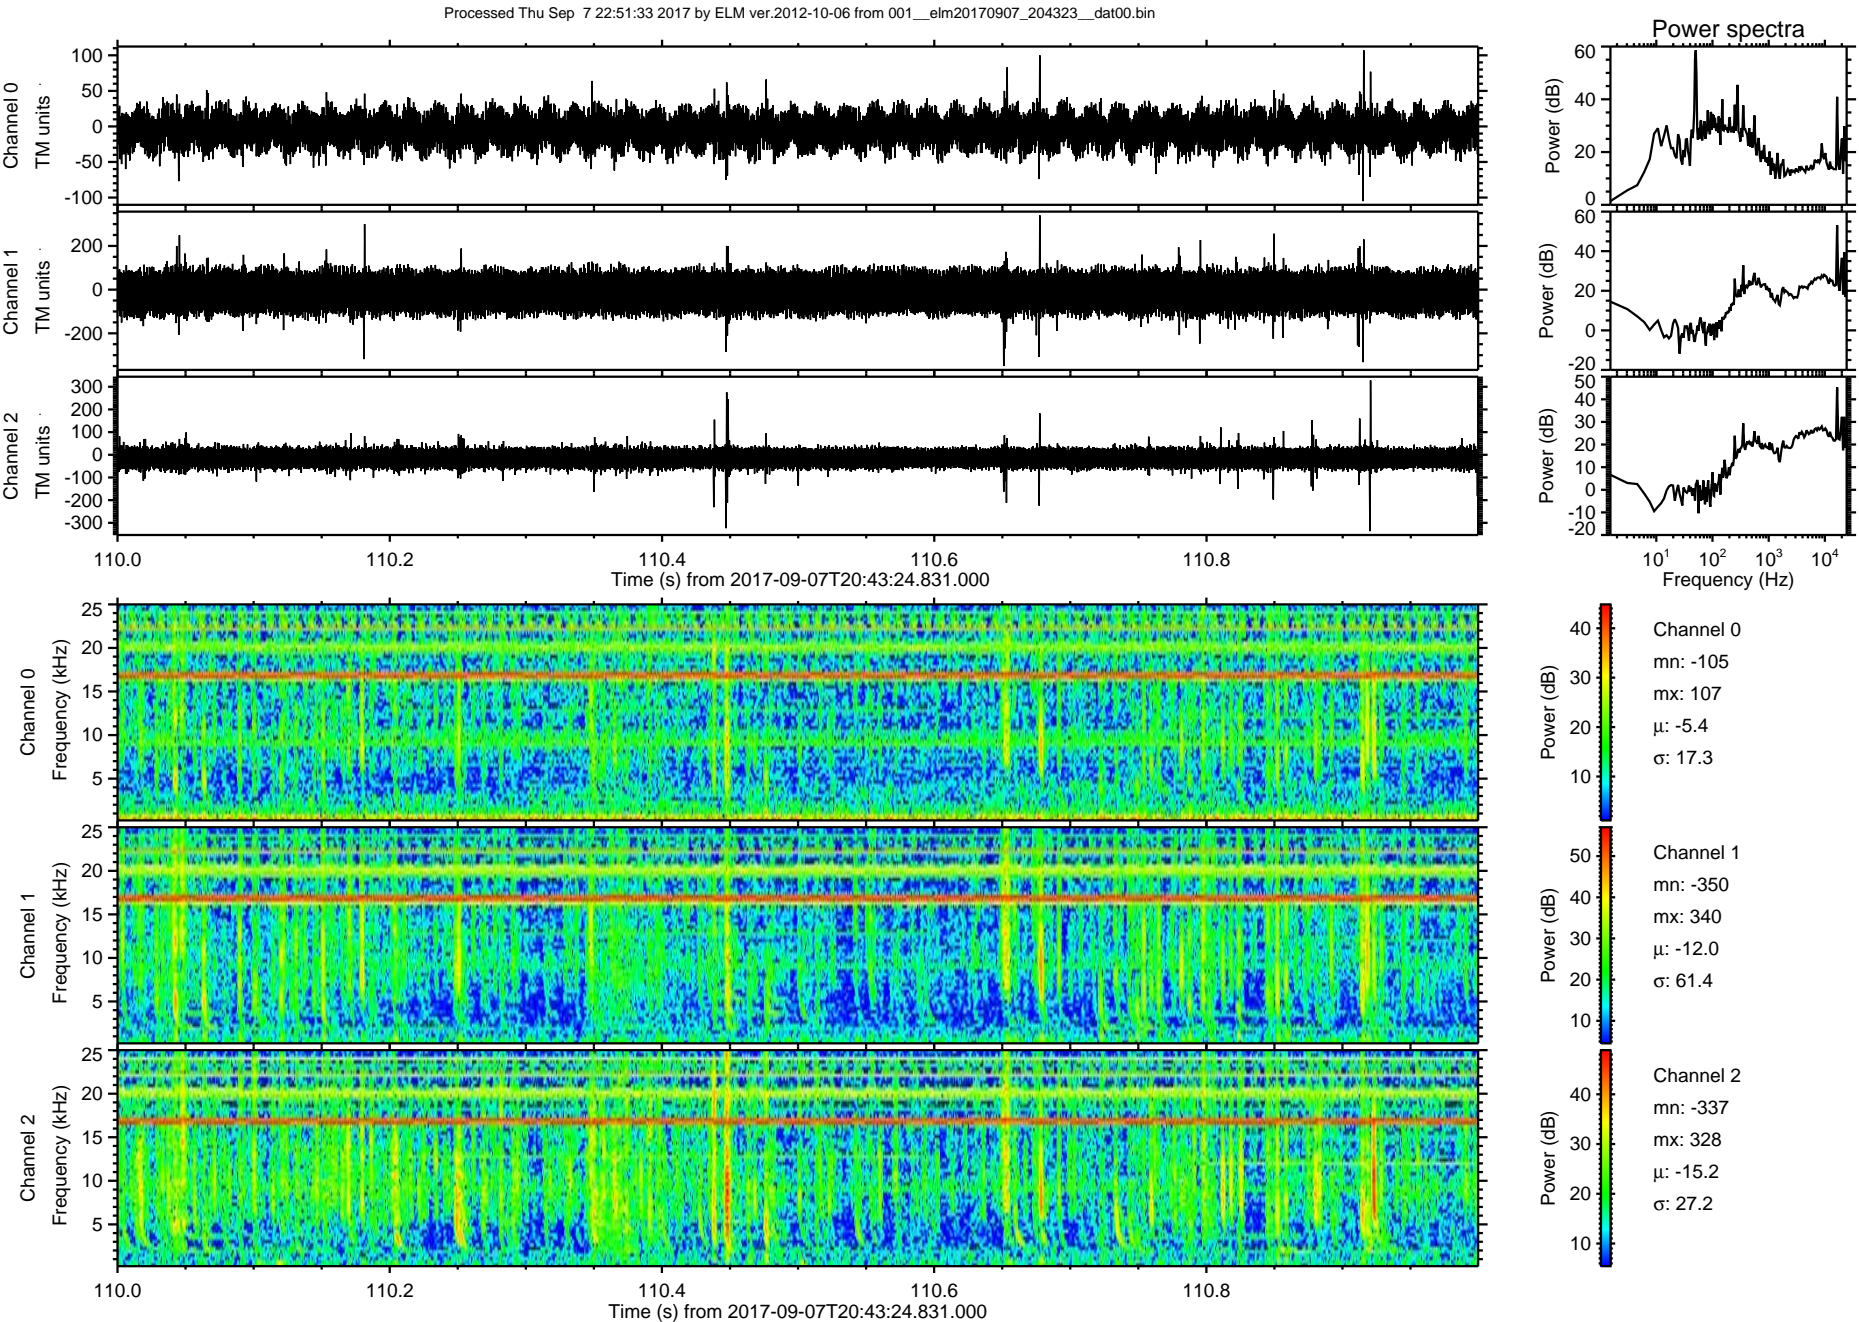 Processed Thu Sep 7 22:51:33 2017 by ELM ver.2012-10-06 from 001__elm20170907_204323__dat00.bin
Power spectra
Channel 0
TM units
100
50
0
-50
-100
Power (dB)
60
40
20
0
Channel 1
TM units
200
0
-200
Power (dB)
60
40
20
0
-20
Channel 2
TM units
300
200
100
0
-100
-200
-300
Power (dB)
50
40
30
20
10
0
-10
-20
110.0 110.2 110.4 110.6 110.8
Time (s) from 2017-09-07T20:43:24.831.000
10¹ 10² 10³ 10⁴
Frequency (Hz)
Channel 0
Frequency (kHz)
25
20
15
10
5
Power (dB)
40
30
20
10
Channel 0
mn: -105
mx: 107
µ: -5.4
σ: 17.3
Channel 1
Frequency (kHz)
25
20
15
10
5
Power (dB)
50
40
30
20
10
Channel 1
mn: -350
mx: 340
µ: -12.0
σ: 61.4
Channel 2
Frequency (kHz)
25
20
15
10
5
Power (dB)
40
30
20
10
Channel 2
mn: -337
mx: 328
µ: -15.2
σ: 27.2
110.0 110.2 110.4 110.6 110.8
Time (s) from 2017-09-07T20:43:24.831.000